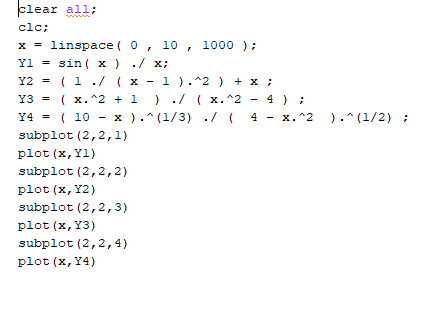 clear all;
clc;
x = linspace( 0 , 10 , 1000 );
Y1 = sin( x ) ./ x;
Y2 = ( 1 ./ ( x - 1 ).^2 ) + x ;
Y3 = ( x.^2 + 1  ) ./ ( x.^2 - 4 ) ;
Y4 = ( 10 - x ).^(1/3) ./ (  4 - x.^2  ).^(1/2) ;
subplot(2,2,1)
plot(x,Y1)
subplot(2,2,2)
plot(x,Y2)
subplot(2,2,3)
plot(x,Y3)
subplot(2,2,4)
plot(x,Y4)